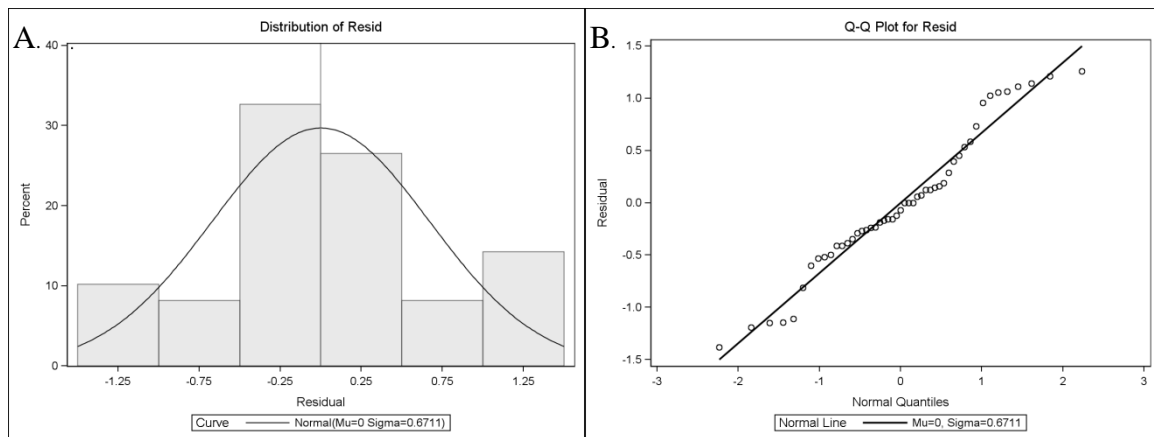 A.
Distribution of Resid
40
30
20
10
0
Percent
-1.25 -0.75 -0.25 0.25 0.75 1.25
Residual
Curve Normal(Mu=0 Sigma=0.6711)
B.
Q-Q Plot for Resid
1.5
1.0
0.5
0.0
-0.5
-1.0
-1.5
Residual
-3 -2 -1 0 1 2 3
Normal Quantiles
Normal Line Mu=0, Sigma=0.6711